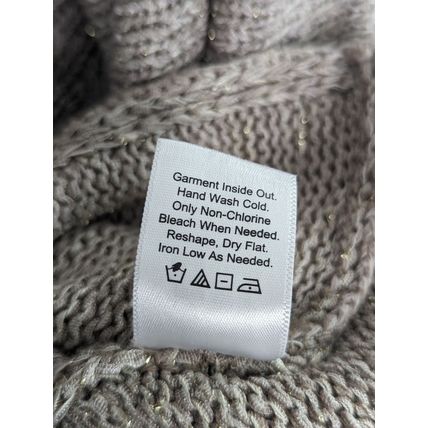 Garment Inside Out.
Hand Wash Cold.
Only Non-Chlorine
Bleach When Needed.
Reshape, Dry Flat.
Iron Low As Needed.